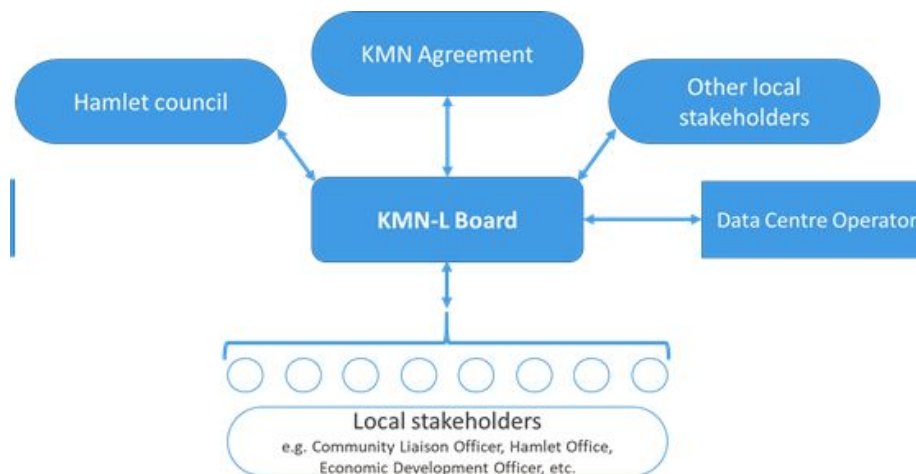 KMN Agreement
Hamlet council
Other local
stakeholders
KMN-L Board
Data Centre Operator
Local stakeholders
e.g. Community Liaison Officer, Hamlet Office,
Economic Development Officer, etc.